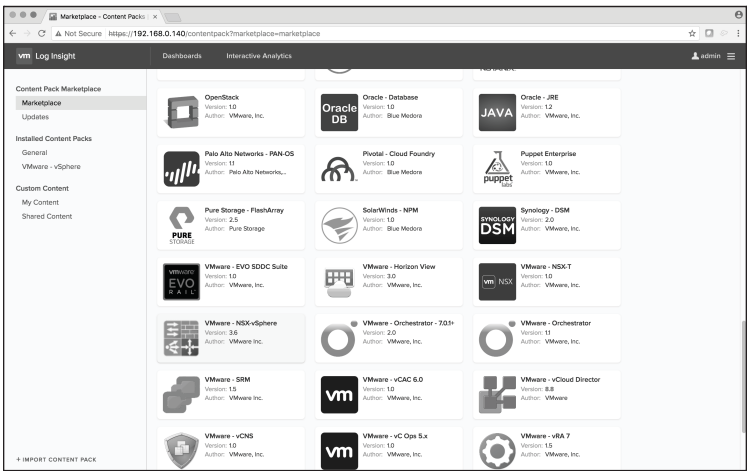 Marketplace - Content Packs
Not Secure https://192.168.0.140/contentpack?marketplace=marketplace
vm Log Insight
Dashboards
Interactive Analytics
admin
Content Pack Marketplace
Marketplace
Updates
Installed Content Packs
General
VMware - vSphere
Custom Content
My Content
Shared Content
+ IMPORT CONTENT PACK
OpenStack
Version: 1.0
Author: VMware, Inc.
Oracle DB
Oracle - Database
Version: 1.0
Author: Blue Medora
JAVA
Oracle - JRE
Version: 1.2
Author: VMware, Inc.
Palo Alto Networks - PAN-OS
Version: 1.1
Author: Palo Alto Networks,...
Pivotal - Cloud Foundry
Version: 1.0
Author: Blue Medora
puppet labs
Puppet Enterprise
Version: 1.0
Author: VMware, Inc.
PURE STORAGE
Pure Storage - FlashArray
Version: 2.5
Author: Pure Storage
SolarWinds - NPM
Version: 1.0
Author: Blue Medora
SYNOLOGY DSM
Synology - DSM
Version: 2.0
Author: VMware, Inc.
vmware EVO RAIL
VMware - EVO SDDC Suite
Version: 1.0
Author: VMware, Inc.
VMware - Horizon View
Version: 3.0
Author: VMware, Inc.
vm NSX
VMware - NSX-T
Version: 1.0
Author: VMware, Inc.
VMware - NSX-vSphere
Version: 3.6
Author: VMware Inc.
VMware - Orchestrator - 7.0.1+
Version: 2.0
Author: VMware, Inc.
VMware - Orchestrator
Version: 1.1
Author: VMware, Inc.
VMware - SRM
Version: 1.5
Author: VMware Inc.
vm
VMware - vCAC 6.0
Version: 1.0
Author: VMware, Inc.
VMware - vCloud Director
Version: 8.8
Author: VMware
VMware - vCNS
Version: 1.0
Author: VMware, Inc.
vm
VMware - vC Ops 5.x
Version: 1.0
Author: VMware, Inc.
VMware - vRA 7
Version: 1.5
Author: VMware, Inc.